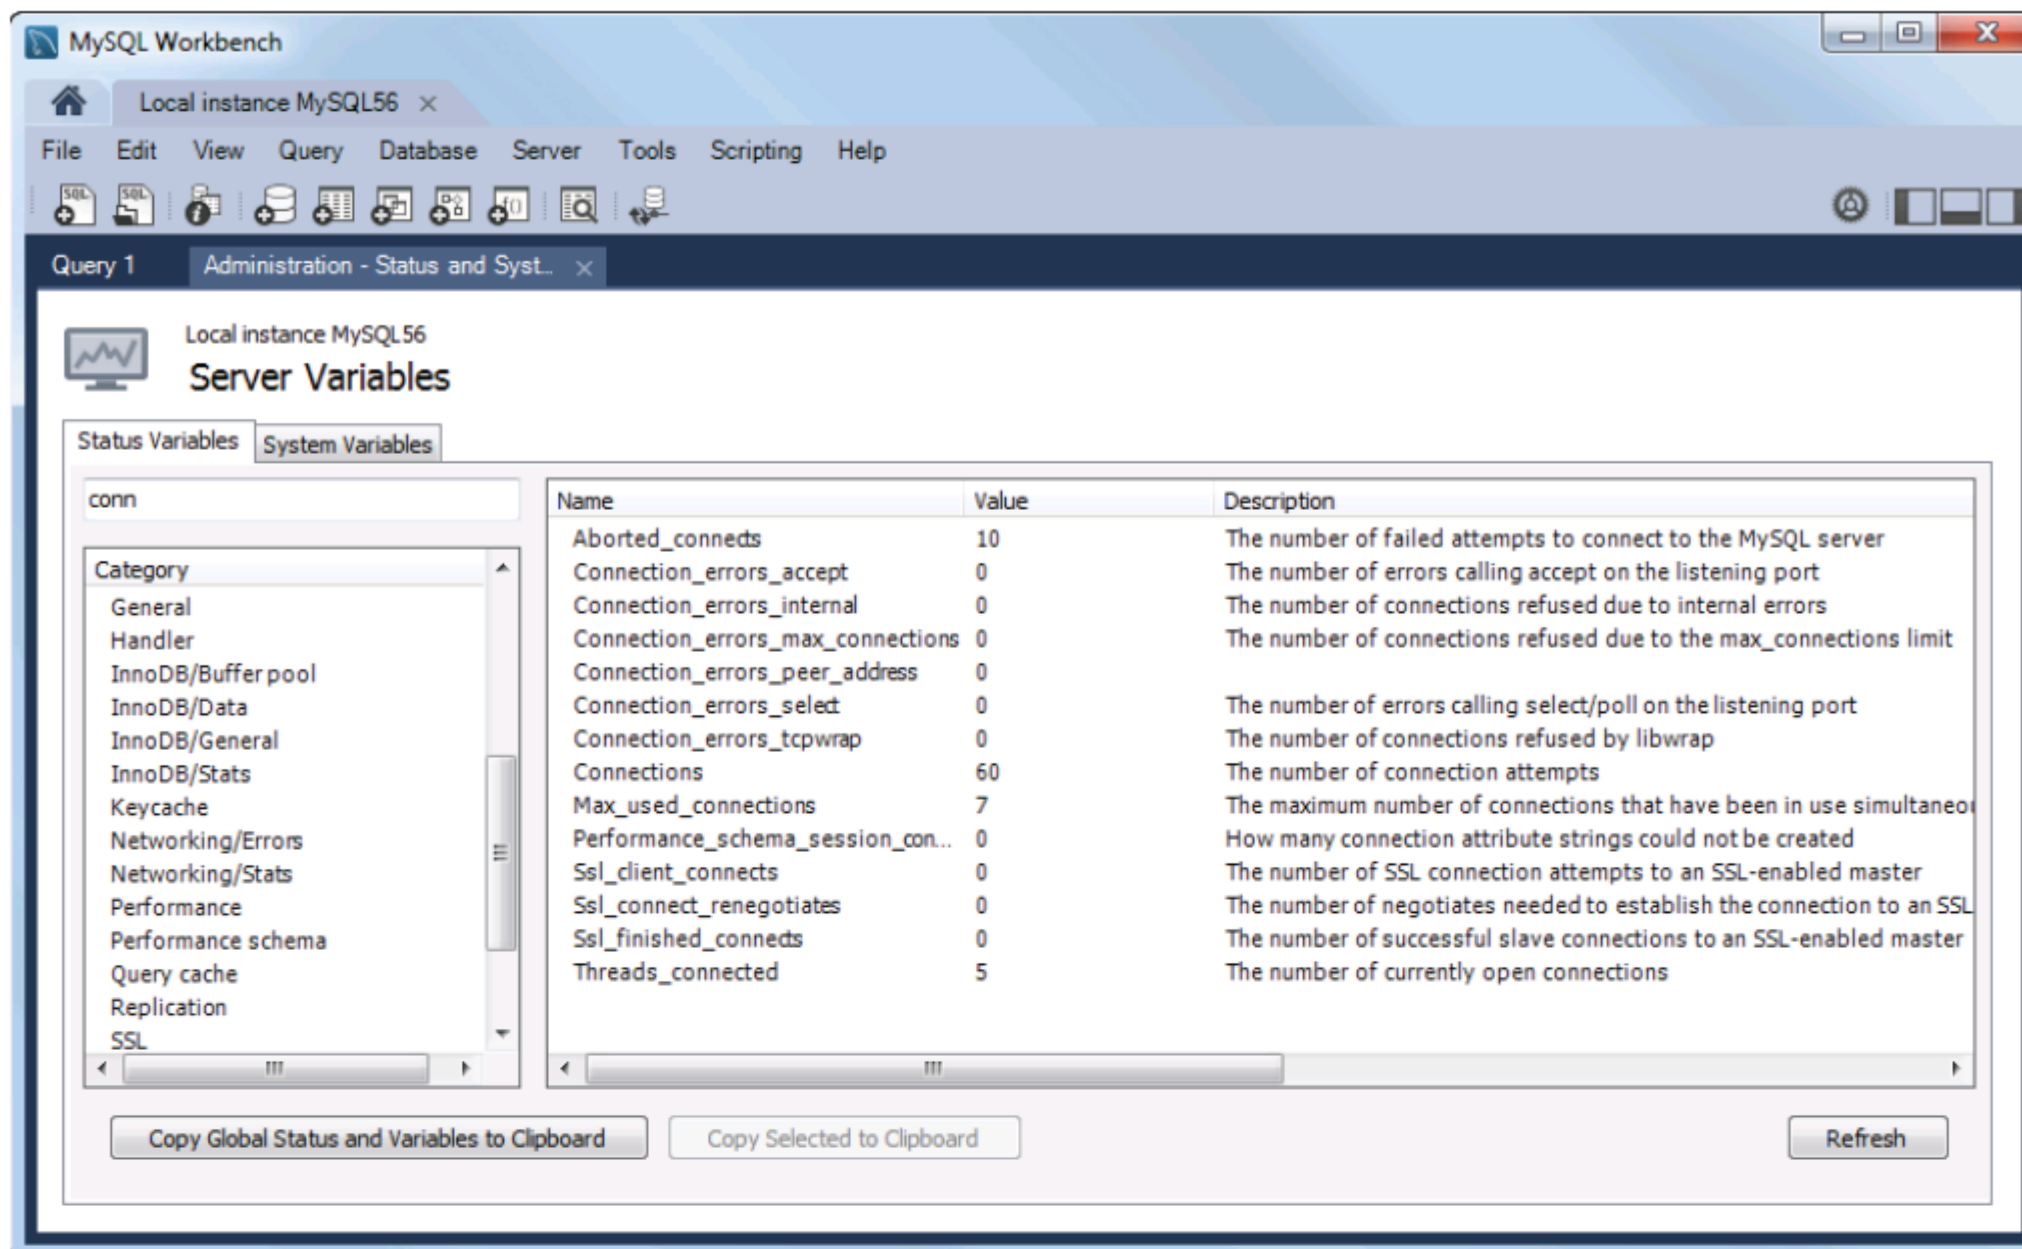 MySQL Workbench
Local instance MySQL56
File Edit View Query Database Server Tools Scripting Help
SQL SQL f()
Query 1 Administration - Status and Syst...
Local instance MySQL56
Server Variables
Status Variables System Variables
conn
Category
General
Handler
InnoDB/Buffer pool
InnoDB/Data
InnoDB/General
InnoDB/Stats
Keycache
Networking/Errors
Networking/Stats
Performance
Performance schema
Query cache
Replication
SSL
Name Value Description
Aborted_connects 10 The number of failed attempts to connect to the MySQL server
Connection_errors_accept 0 The number of errors calling accept on the listening port
Connection_errors_internal 0 The number of connections refused due to internal errors
Connection_errors_max_connections 0 The number of connections refused due to the max_connections limit
Connection_errors_peer_address 0
Connection_errors_select 0 The number of errors calling select/poll on the listening port
Connection_errors_tcpwrap 0 The number of connections refused by libwrap
Connections 60 The number of connection attempts
Max_used_connections 7 The maximum number of connections that have been in use simultaneou
Performance_schema_session_con... 0 How many connection attribute strings could not be created
Ssl_client_connects 0 The number of SSL connection attempts to an SSL-enabled master
Ssl_connect_renegotiates 0 The number of negotiates needed to establish the connection to an SSL
Ssl_finished_connects 0 The number of successful slave connections to an SSL-enabled master
Threads_connected 5 The number of currently open connections
Copy Global Status and Variables to Clipboard Copy Selected to Clipboard Refresh